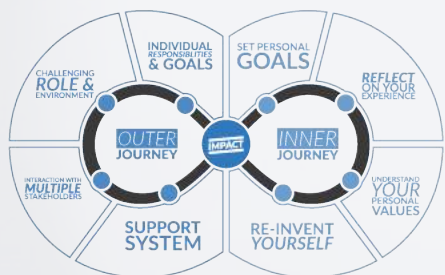 INDIVIDUAL
RESPONSIBILITIES
& GOALS
SET PERSONAL
GOALS
CHALLENGING
ROLE &
ENVIRONMENT
REFLECT
ON YOUR
EXPERIENCE
OUTER
JOURNEY
IMPACT
INNER
JOURNEY
INTERACTION WITH
MULTIPLE
STAKEHOLDERS
UNDERSTAND
YOUR
PERSONAL
VALUES
SUPPORT
SYSTEM
RE-INVENT
YOURSELF